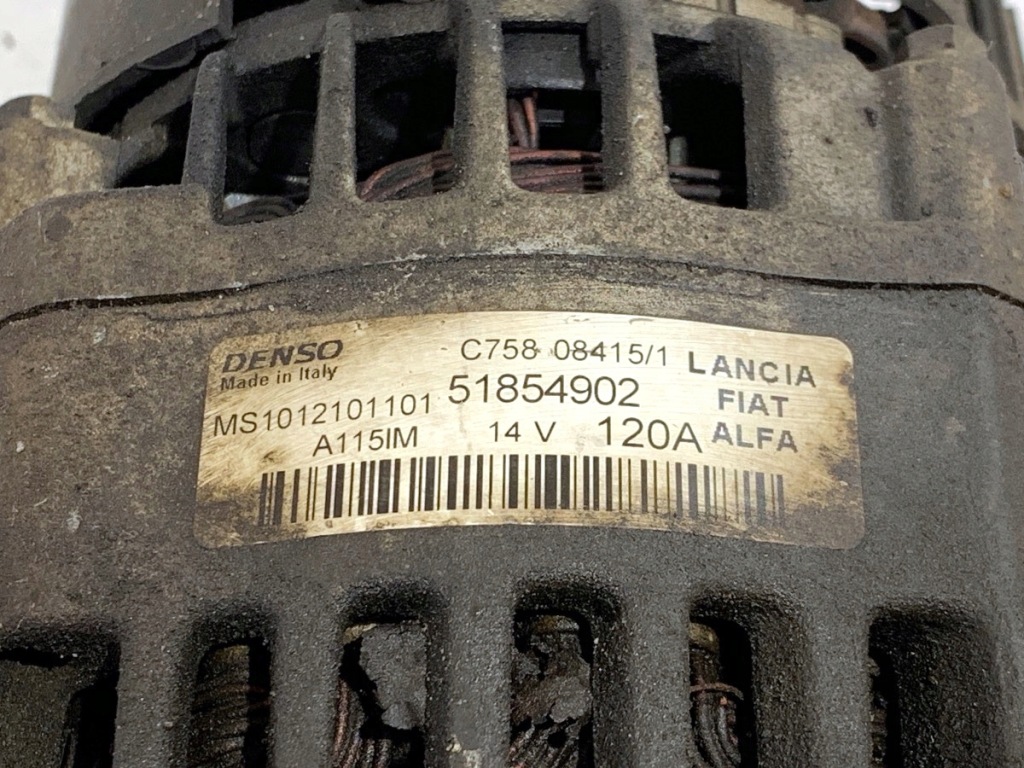 DENSO
Made in Italy
C758 08415/1
MS1012101101 51854902
A115IM 14 V 120A
LANCIA
FIAT
ALFA